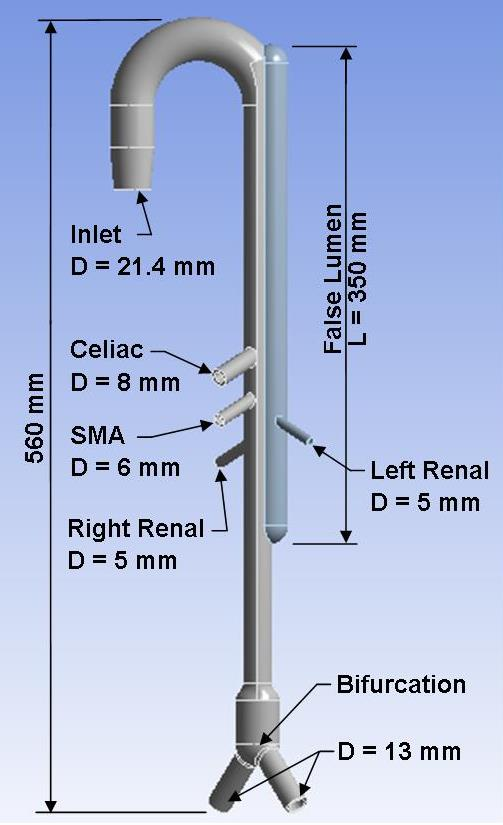 Inlet
D = 21.4 mm
False Lumen
L = 350 mm
Celiac
D = 8 mm
560 mm
SMA
D = 6 mm
Left Renal
D = 5 mm
Right Renal
D = 5 mm
Bifurcation
D = 13 mm